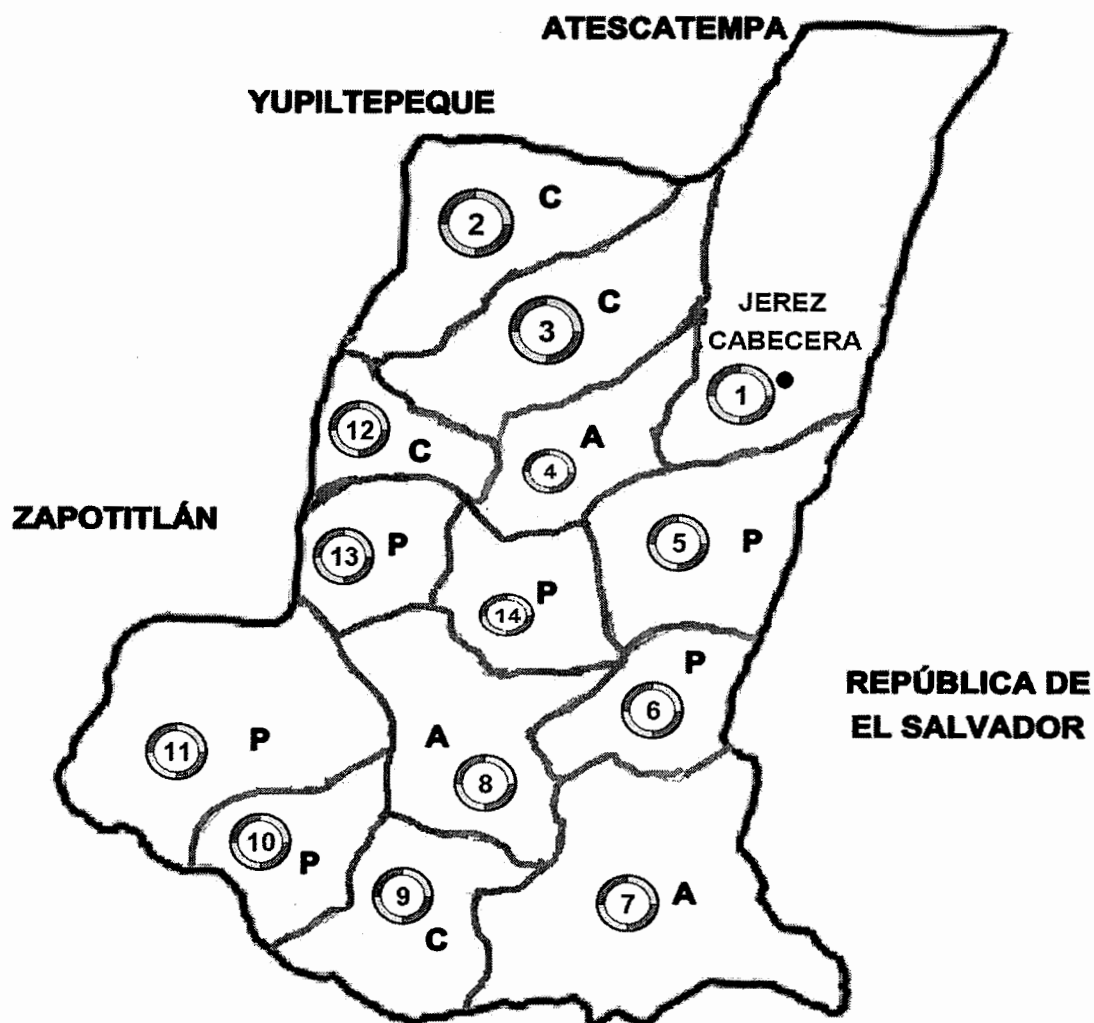 ATESCATEMPA
YUPILTEPEQUE
C
2
C
3
JEREZ
CABECERA
1
12
C
A
4
ZAPOTITLÁN
13
P
5
P
14
P
P
6
REPÚBLICA DE
EL SALVADOR
11
P
A
8
10
P
9
C
7
A